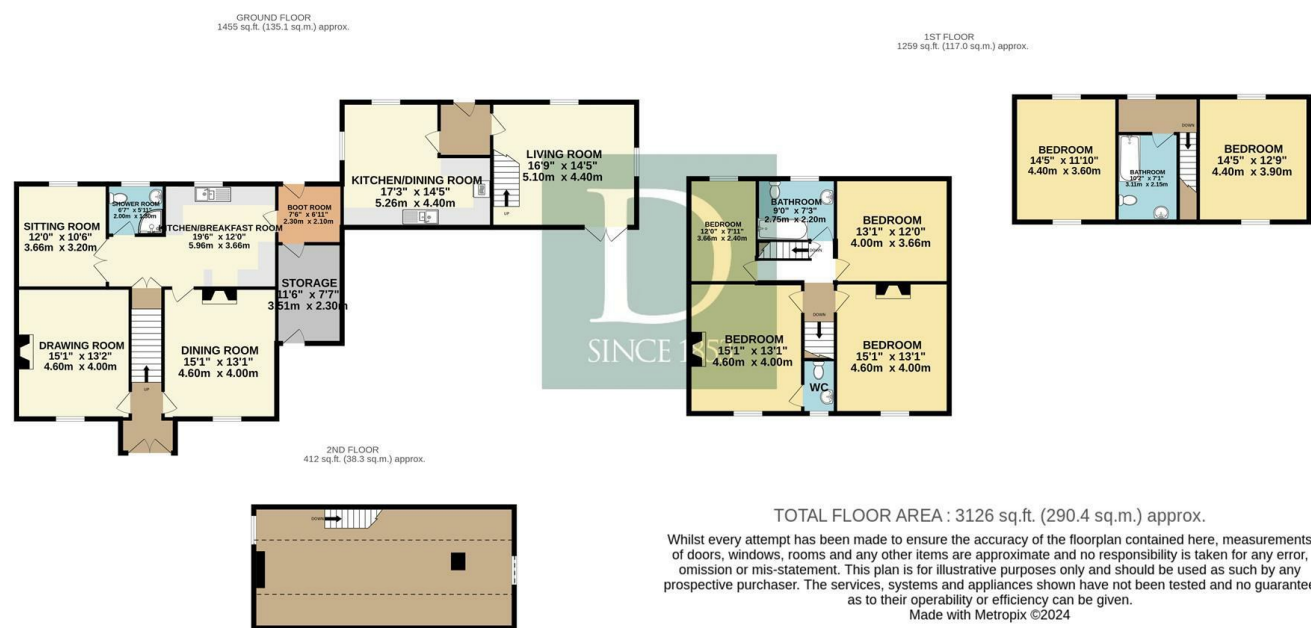 GROUND FLOOR
1455 sq.ft. (135.1 sq.m.) approx.
SITTING ROOM
12'0" x 10'6"
3.66m x 3.20m
SHOWER ROOM
6'7" x 5'11"
2.00m x 1.80m
KITCHEN/BREAKFAST ROOM
19'6" x 12'0"
5.96m x 3.66m
BOOT ROOM
7'6" x 6'11"
2.30m x 2.10m
STORAGE
11'6" x 7'7"
3.51m x 2.30m
DRAWING ROOM
15'1" x 13'2"
4.60m x 4.00m
UP
DINING ROOM
15'1" x 13'1"
4.60m x 4.00m
KITCHEN/DINING ROOM
17'3" x 14'5"
5.26m x 4.40m
LIVING ROOM
16'9" x 14'5"
5.10m x 4.40m
UP
D
SINCE
1ST FLOOR
1259 sq.ft. (117.0 sq.m.) approx.
BEDROOM
14'5" x 11'10"
4.40m x 3.60m
DOWN
BATHROOM
10'2" x 7'1"
3.11m x 2.15m
BEDROOM
14'5" x 12'9"
4.40m x 3.90m
BEDROOM
12'0" x 7'11"
3.66m x 2.40m
BATHROOM
9'0" x 7'3"
2.75m x 2.20m
DOWN
BEDROOM
13'1" x 12'0"
4.00m x 3.66m
BEDROOM
15'1" x 13'1"
4.60m x 4.00m
DOWN
WC
BEDROOM
15'1" x 13'1"
4.60m x 4.00m
2ND FLOOR
412 sq.ft. (38.3 sq.m.) approx.
DOWN
TOTAL FLOOR AREA : 3126 sq.ft. (290.4 sq.m.) approx.
Whilst every attempt has been made to ensure the accuracy of the floorplan contained here, measurements
of doors, windows, rooms and any other items are approximate and no responsibility is taken for any error,
omission or mis-statement. This plan is for illustrative purposes only and should be used as such by any
prospective purchaser. The services, systems and appliances shown have not been tested and no guarantee
as to their operability or efficiency can be given.
Made with Metropix ©2024